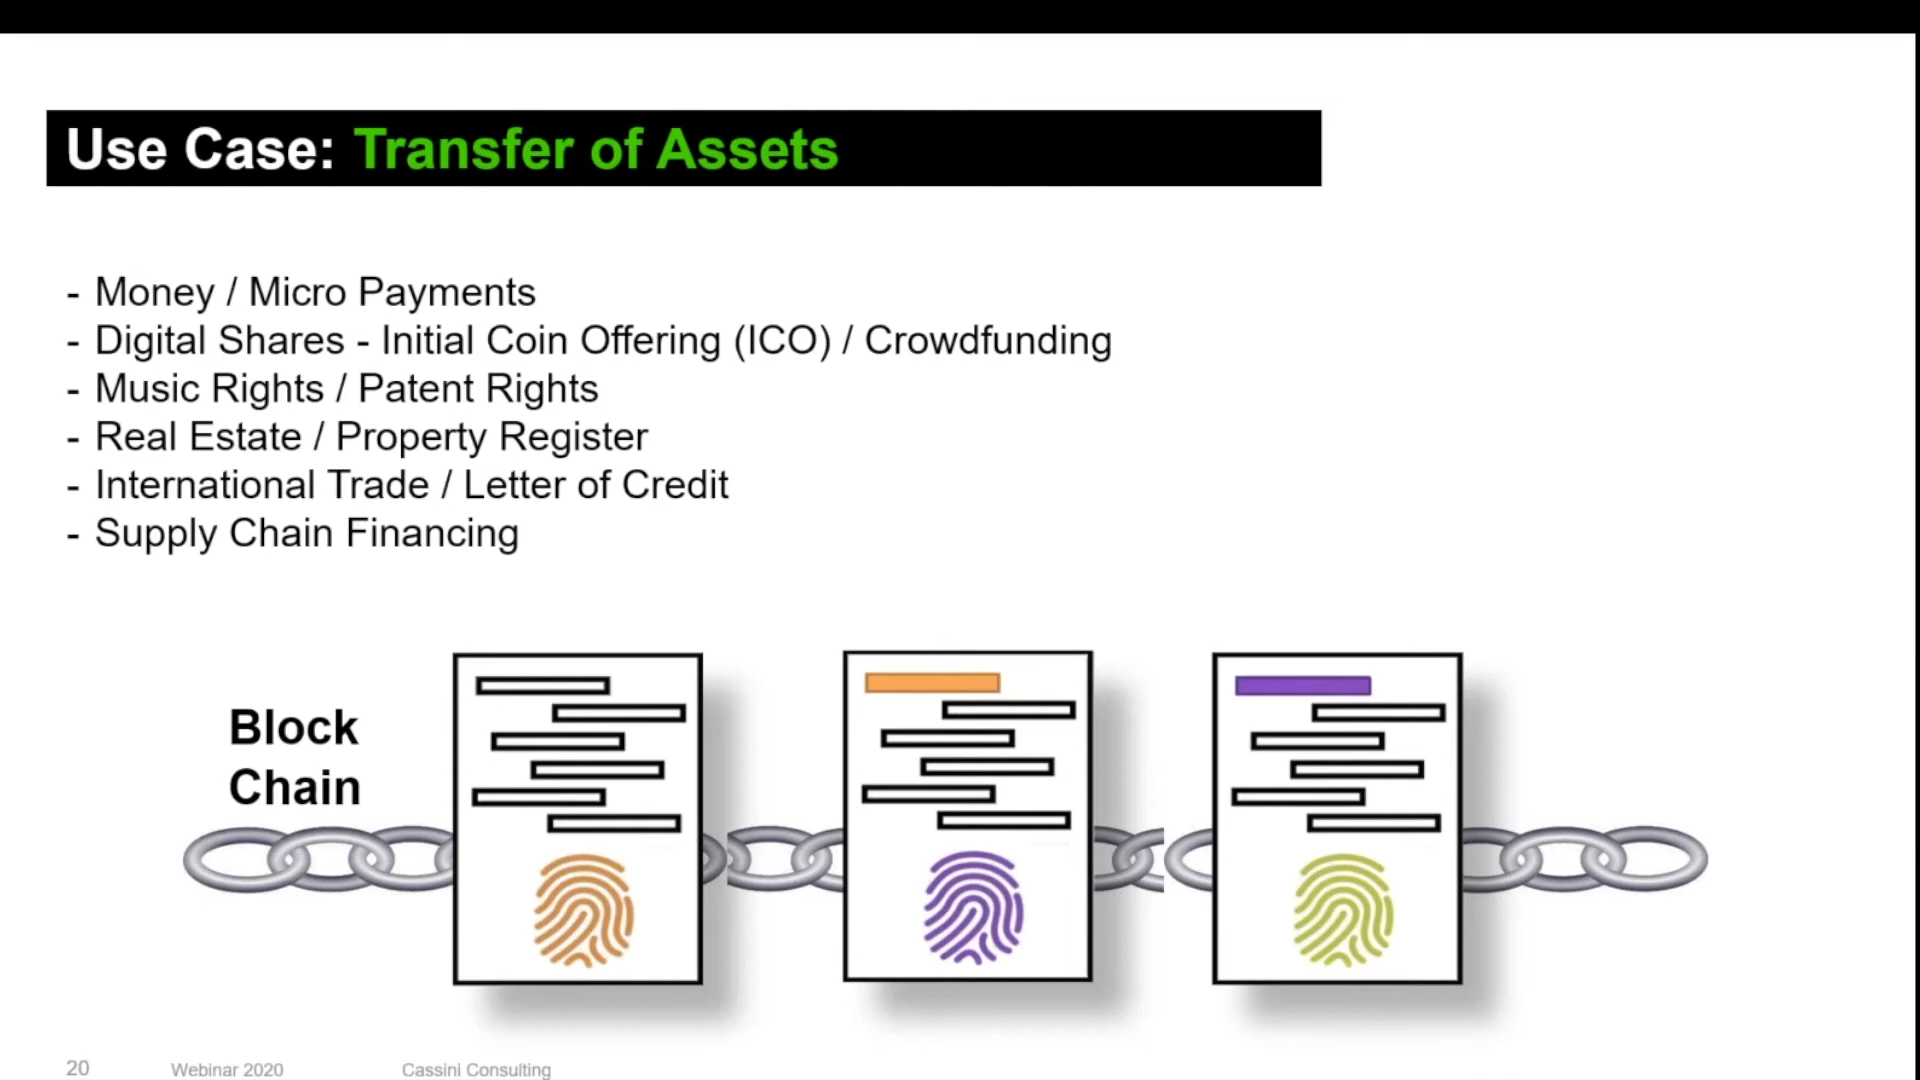 Use Case: Transfer of Assets
- Money / Micro Payments
- Digital Shares - Initial Coin Offering (ICO) / Crowdfunding
- Music Rights / Patent Rights
- Real Estate / Property Register
- International Trade / Letter of Credit
- Supply Chain Financing
Block
Chain
20 Webinar 2020 Cassini Consulting